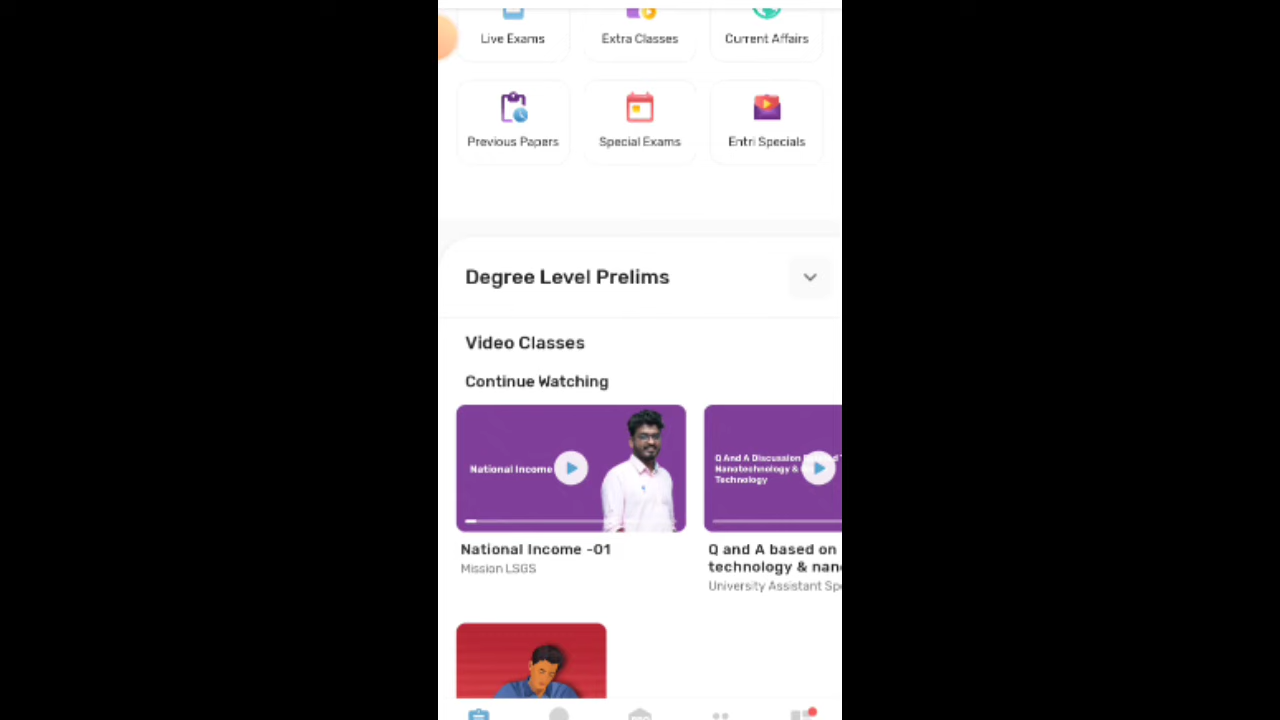 Live Exams
Extra Classes
Current Affairs
Previous Papers
Special Exams
Entri Specials
Degree Level Prelims
Video Classes
Continue Watching
National Income
Q And A Discussion
Nanotechnology &
Technology
National Income -01
Mission LSGS
Q and A based on
technology & nan
University Assistant Sp